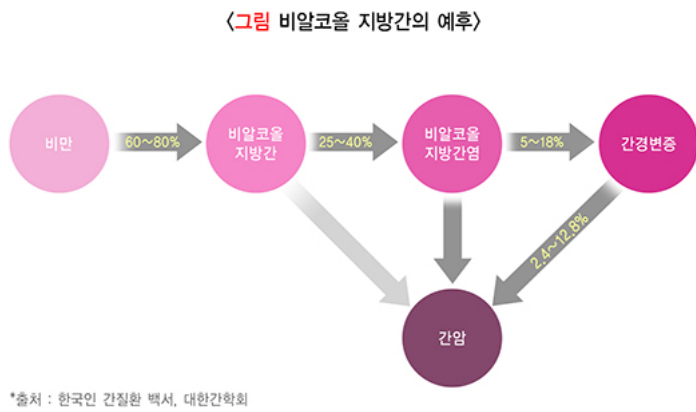 <그림 비알코올 지방간의 예후>
비만
60~80%
비알코올
지방간
25~40%
비알코올
지방간염
5~18%
간경변증
2.4~12.8%
간암
*출처 : 한국인 간질환 백서, 대한간학회